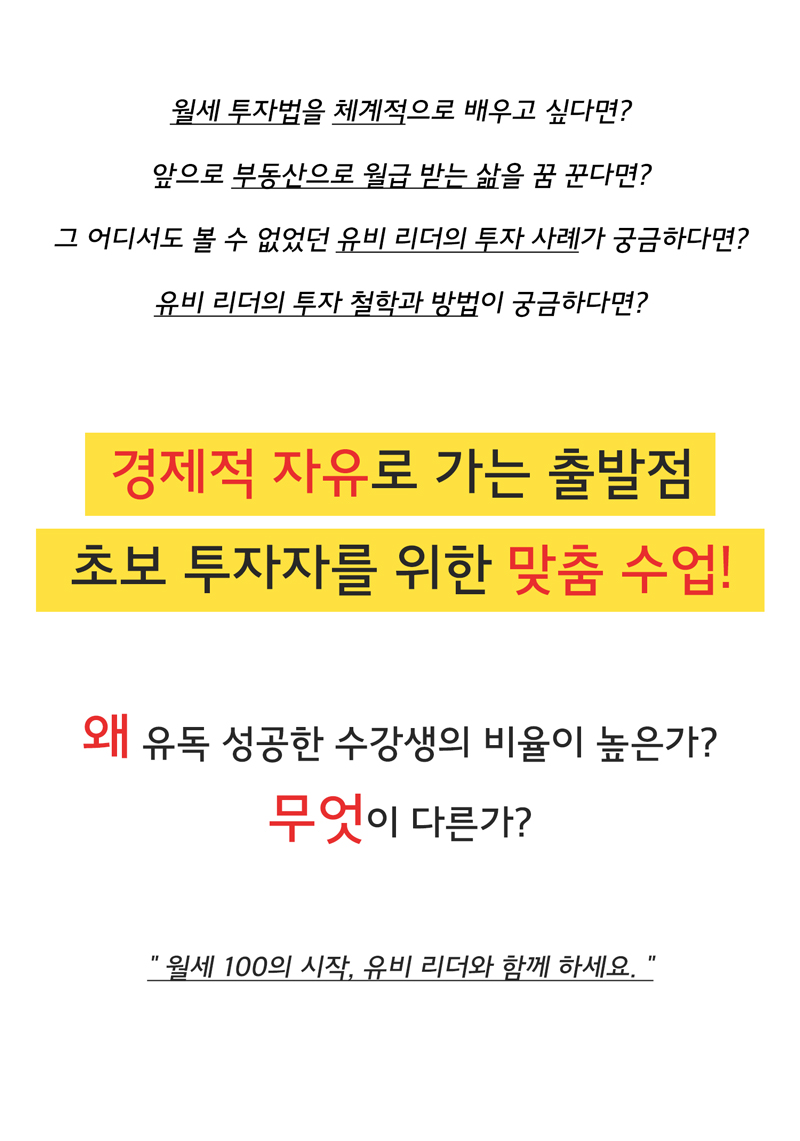 월세 투자법을 체계적으로 배우고 싶다면?
앞으로 부동산으로 월급 받는 삶을 꿈 꾼다면?
그 어디서도 볼 수 없었던 유비 리더의 투자 사례가 궁금하다면?
유비 리더의 투자 철학과 방법이 궁금하다면?
경제적 자유로 가는 출발점
초보 투자자를 위한 맞춤 수업!
왜 유독 성공한 수강생의 비율이 높은가?
무엇이 다른가?
" 월세 100의 시작, 유비 리더와 함께 하세요. "